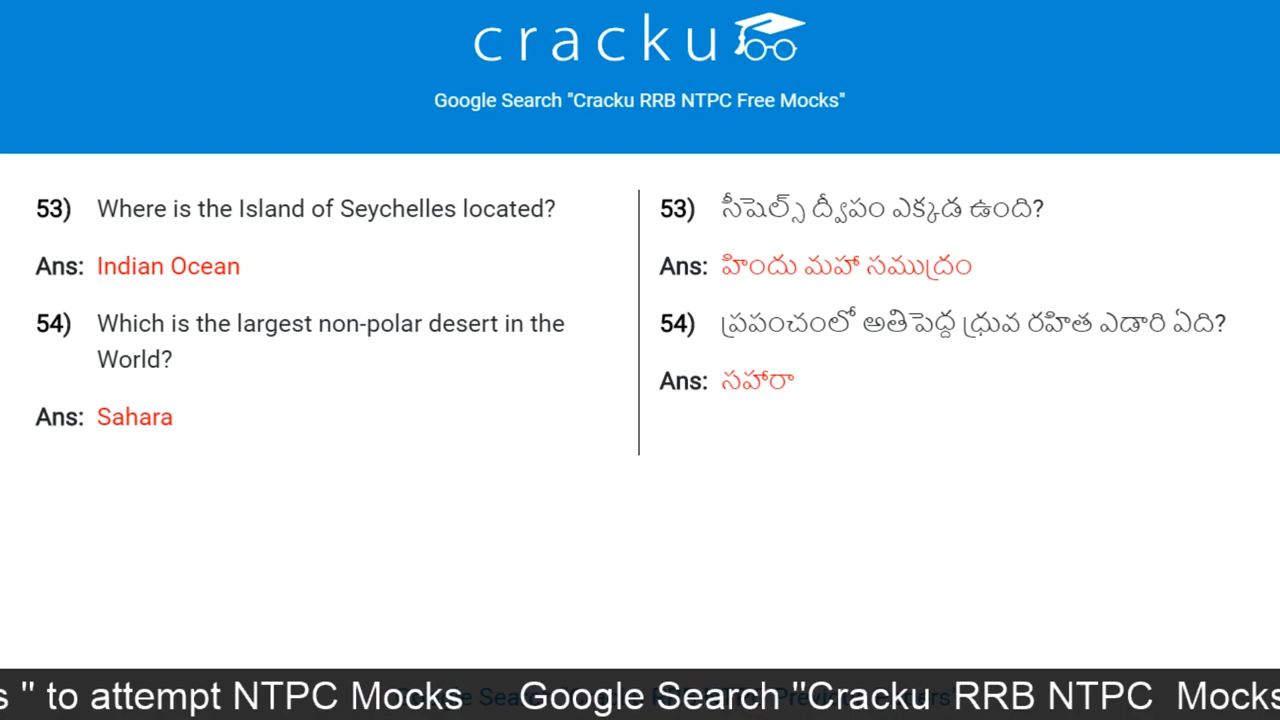 cracku
Google Search "Cracku RRB NTPC Free Mocks"
53) Where is the Island of Seychelles located?
Ans: Indian Ocean
54) Which is the largest non-polar desert in the
World?
Ans: Sahara
53) సీషెల్స్ ద్వీపం ఎక్కడ ఉంది?
Ans: హిందు మహా సముద్రం
54) ప్రపంచంలో అతిపెద్ద ధ్రువ రహిత ఎడారి ఏది?
Ans: సహారా
s " to attempt NTPC Mocks Google Search "Cracku RRB NTPC Mocks